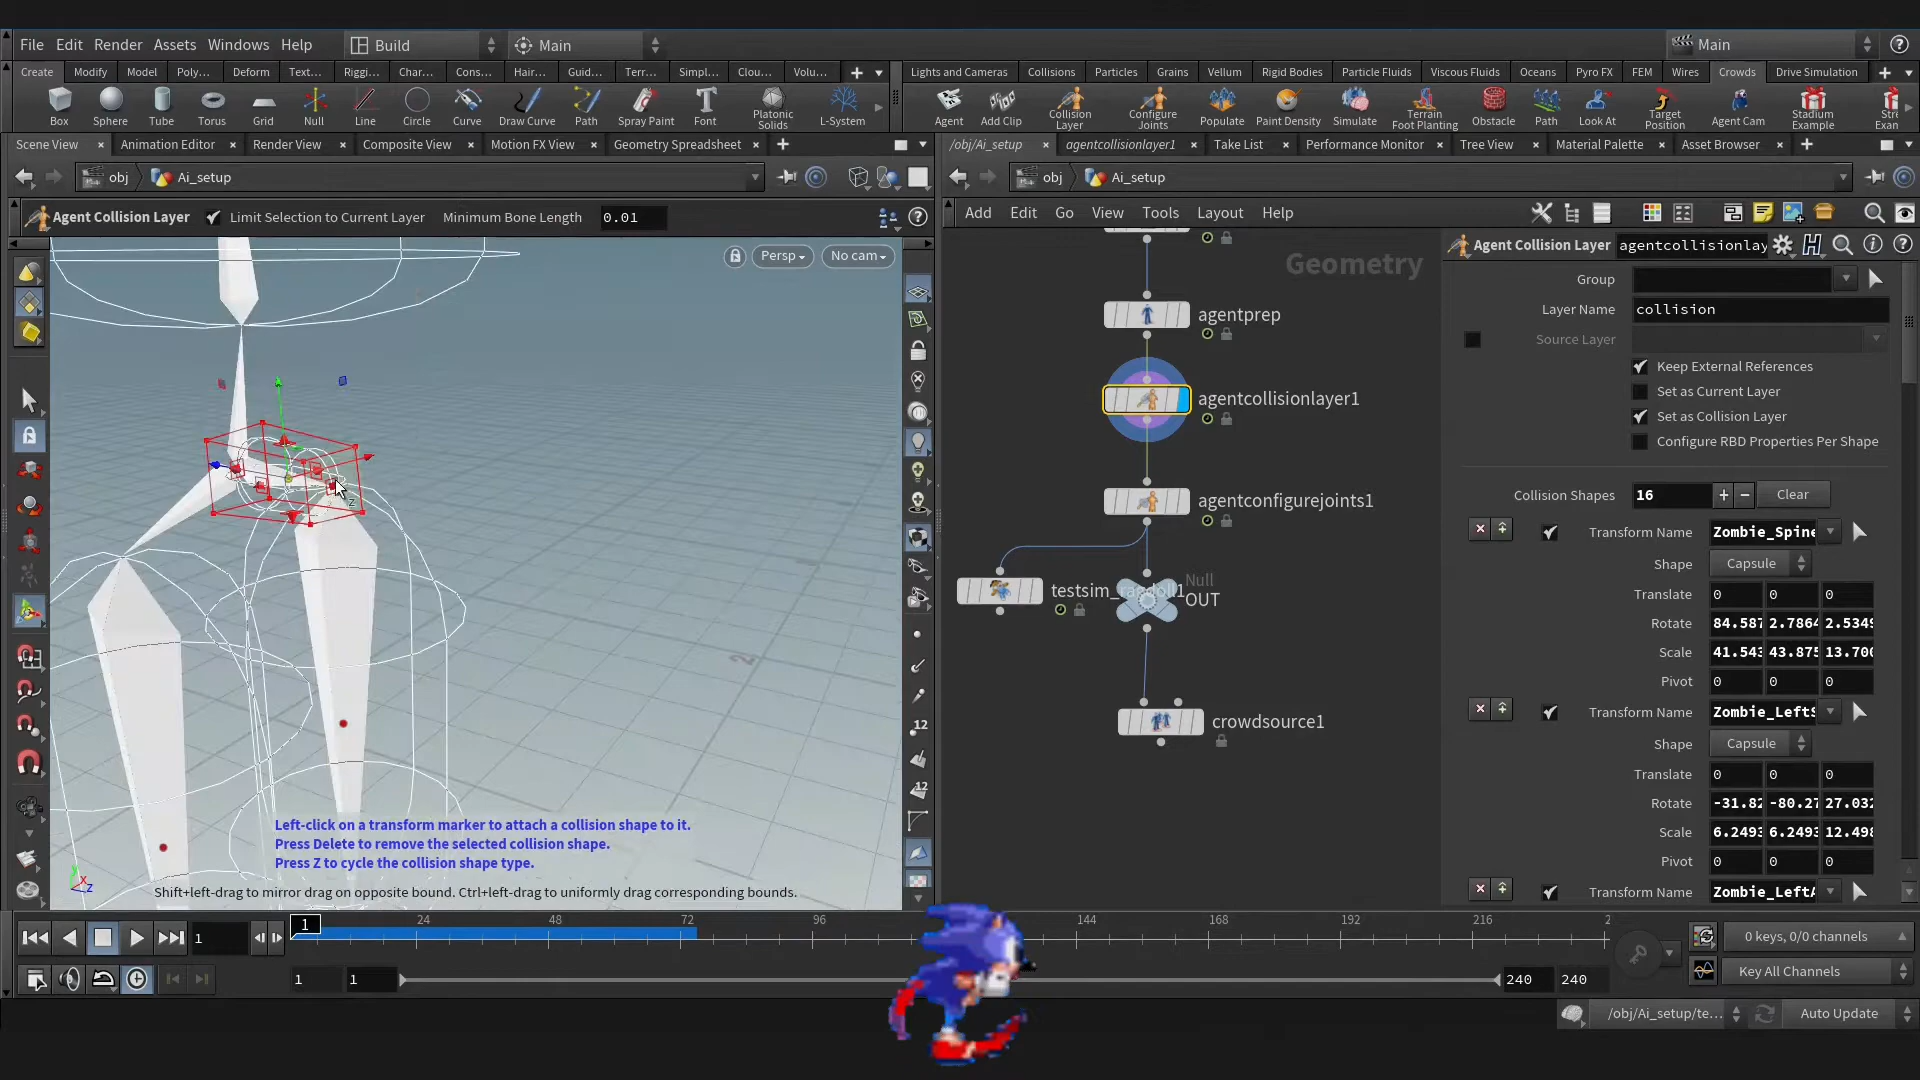 File Edit Render Assets Windows Help Build Main Main
Create Modify Model Poly... Deform Text... Riggi... Char... Cons... Hair... Guid... Terr... Simpl... Clou... Volu...
Lights and Cameras Collisions Particles Grains Vellum Rigid Bodies Particle Fluids Viscous Fluids Oceans Pyro FX FEM Wires Crowds Drive Simulation
Box Sphere Tube Torus Grid Null Line Circle Curve Draw Curve Path Spray Paint Font Platonic Solids L-System
Agent Add Clip Collision Layer Configure Joints Populate Paint Density Simulate Terrain Foot Planting Obstacle Path Look At Target Position Agent Cam Stadium Example
Scene View Animation Editor Render View Composite View Motion FX View Geometry Spreadsheet
/obj/Ai_setup agentcollisionlayer1 Take List Performance Monitor Tree View Material Palette Asset Browser
obj Ai_setup
obj Ai_setup
Agent Collision Layer Limit Selection to Current Layer Minimum Bone Length 0.01
Add Edit Go View Tools Layout Help
Persp No cam
Geometry
agentprep
agentcollisionlayer1
agentconfigurejoints1
testsim_ragdoll1
Null
OUT
crowdsource1
Agent Collision Layer agentcollisionlay
Group
Layer Name collision
Source Layer
Keep External References
Set as Current Layer
Set as Collision Layer
Configure RBD Properties Per Shape
Collision Shapes 16 Clear
Transform Name Zombie_Spine
Shape Capsule
Translate 0 0 0
Rotate 84.587 2.7864 2.5349
Scale 41.543 43.875 13.700
Pivot 0 0 0
Transform Name Zombie_LeftS
Shape Capsule
Translate 0 0 0
Rotate -31.82 -80.27 27.032
Scale 6.2493 6.2493 12.498
Pivot 0 0 0
Transform Name Zombie_LeftA
12
12
Left-click on a transform marker to attach a collision shape to it.
Press Delete to remove the selected collision shape.
Press Z to cycle the collision shape type.
Shift+left-drag to mirror drag on opposite bound. Ctrl+left-drag to uniformly drag corresponding bounds.
1 1 24 48 72 96 144 168 192 216 2
0 keys, 0/0 channels
1 1 240 240 Key All Channels
/obj/Ai_setup/te... Auto Update